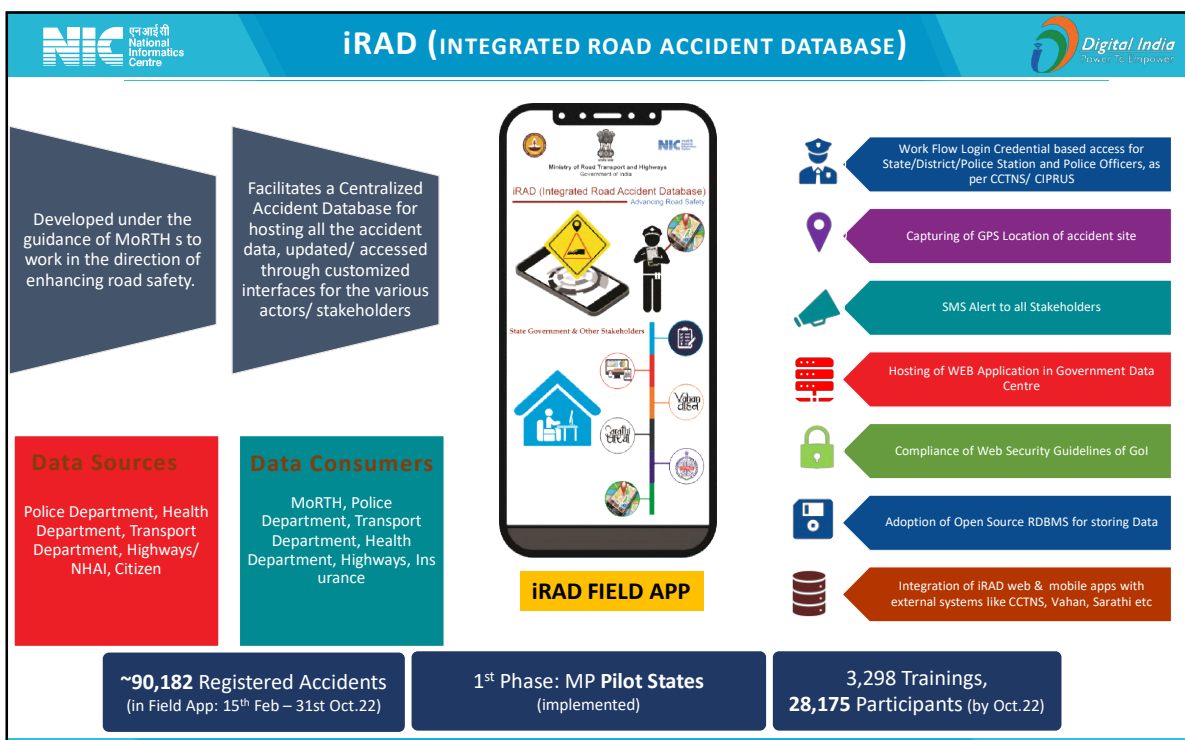 NIC
एन आई सी
National
Informatics
Centre
iRAD (INTEGRATED ROAD ACCIDENT DATABASE)
Digital India
Power To Empower
Developed under the
guidance of MoRTH s to
work in the direction of
enhancing road safety.
Facilitates a Centralized
Accident Database for
hosting all the accident
data, updated/ accessed
through customized
interfaces for the various
actors/ stakeholders
Data Sources
Police Department, Health
Department, Transport
Department, Highways/
NHAI, Citizen
Data Consumers
MoRTH, Police
Department, Transport
Department, Health
Department, Highways, Ins
urance
NIC
Ministry of Road Transport and Highways
Government of India
iRAD (Integrated Road Accident Database)
Advancing Road Safety
State Government & Other Stakeholders
Vahan
वाहन
Sarathi
सारथी
iRAD FIELD APP
Work Flow Login Credential based access for
State/District/Police Station and Police Officers, as
per CCTNS/ CIPRUS
Capturing of GPS Location of accident site
SMS Alert to all Stakeholders
Hosting of WEB Application in Government Data
Centre
Compliance of Web Security Guidelines of GoI
Adoption of Open Source RDBMS for storing Data
Integration of iRAD web & mobile apps with
external systems like CCTNS, Vahan, Sarathi etc
~90,182 Registered Accidents
(in Field App: 15th Feb – 31st Oct.22)
1st Phase: MP Pilot States
(implemented)
3,298 Trainings,
28,175 Participants (by Oct.22)